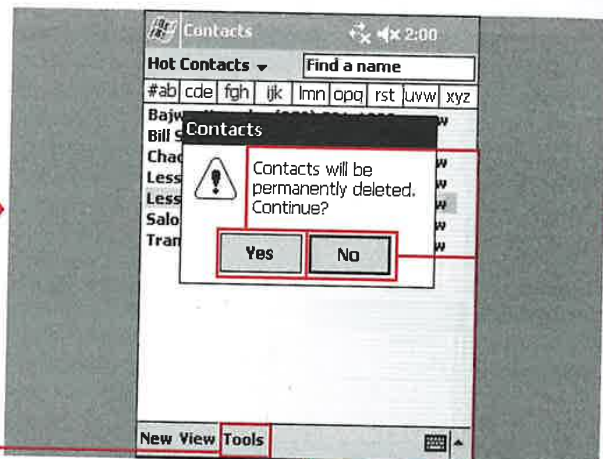 Contacts 2:00
Hot Contacts Find a name
#ab cde fgh ijk lmn opq rst uvw xyz
Bill
Contacts
Contacts will be
permanently deleted.
Continue?
Yes No
New View Tools